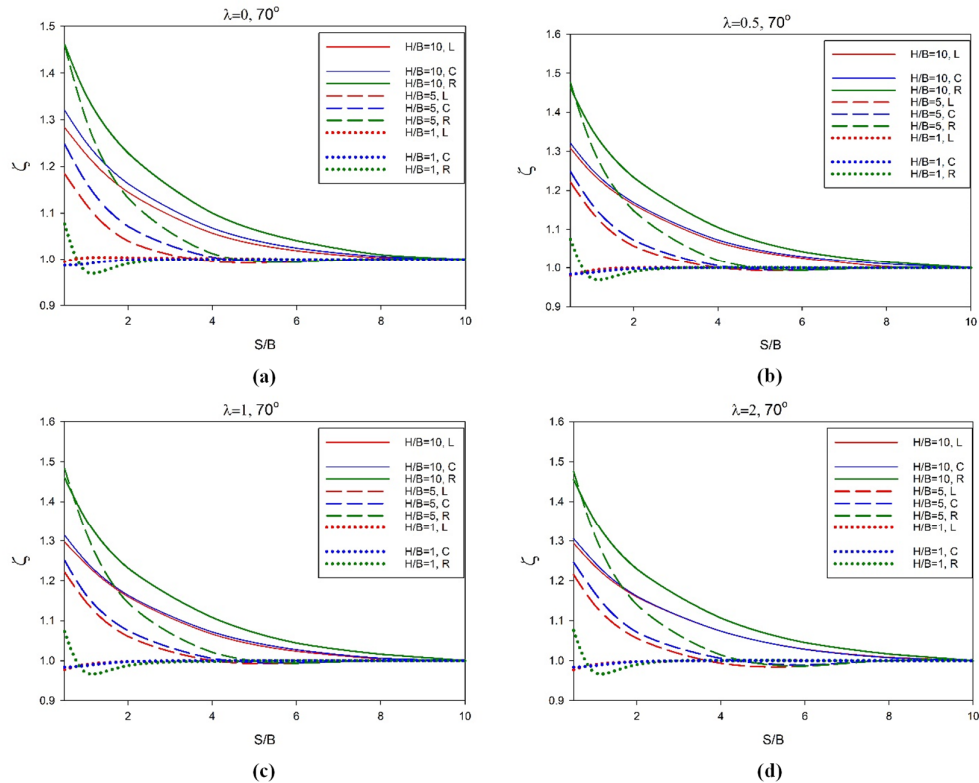 λ=0, 70°
1.5
1.4
1.3
1.2
1.1
1.0
0.9
ζ
2
4
6
8
10
S/B
H/B=10, L
H/B=10, C
H/B=10, R
H/B=5, L
H/B=5, C
H/B=5, R
H/B=1, L
H/B=1, C
H/B=1, R
(a)
λ=0.5, 70°
1.6
1.5
1.4
1.3
1.2
1.1
1.0
0.9
ζ
2
4
6
8
10
S/B
H/B=10, L
H/B=10, C
H/B=10, R
H/B=5, L
H/B=5, C
H/B=5, R
H/B=1, L
H/B=1, C
H/B=1, R
(b)
λ=1, 70°
1.6
1.5
1.4
1.3
1.2
1.1
1.0
0.9
ζ
2
4
6
8
10
S/B
H/B=10, L
H/B=10, C
H/B=10, R
H/B=5, L
H/B=5, C
H/B=5, R
H/B=1, L
H/B=1, C
H/B=1, R
(c)
λ=2, 70°
1.6
1.5
1.4
1.3
1.2
1.1
1.0
0.9
ζ
2
4
6
8
10
S/B
H/B=10, L
H/B=10, C
H/B=10, R
H/B=5, L
H/B=5, C
H/B=5, R
H/B=1, L
H/B=1, C
H/B=1, R
(d)